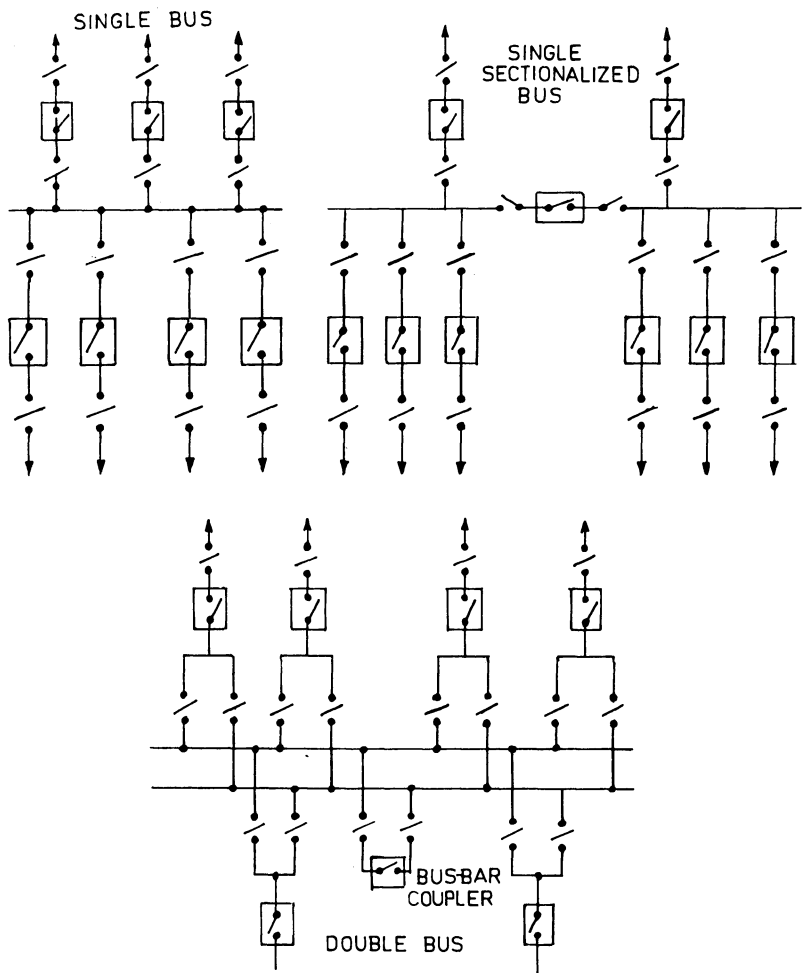 SINGLE BUS
SINGLE
SECTIONALIZED
BUS
BUS-BAR
COUPLER
DOUBLE BUS